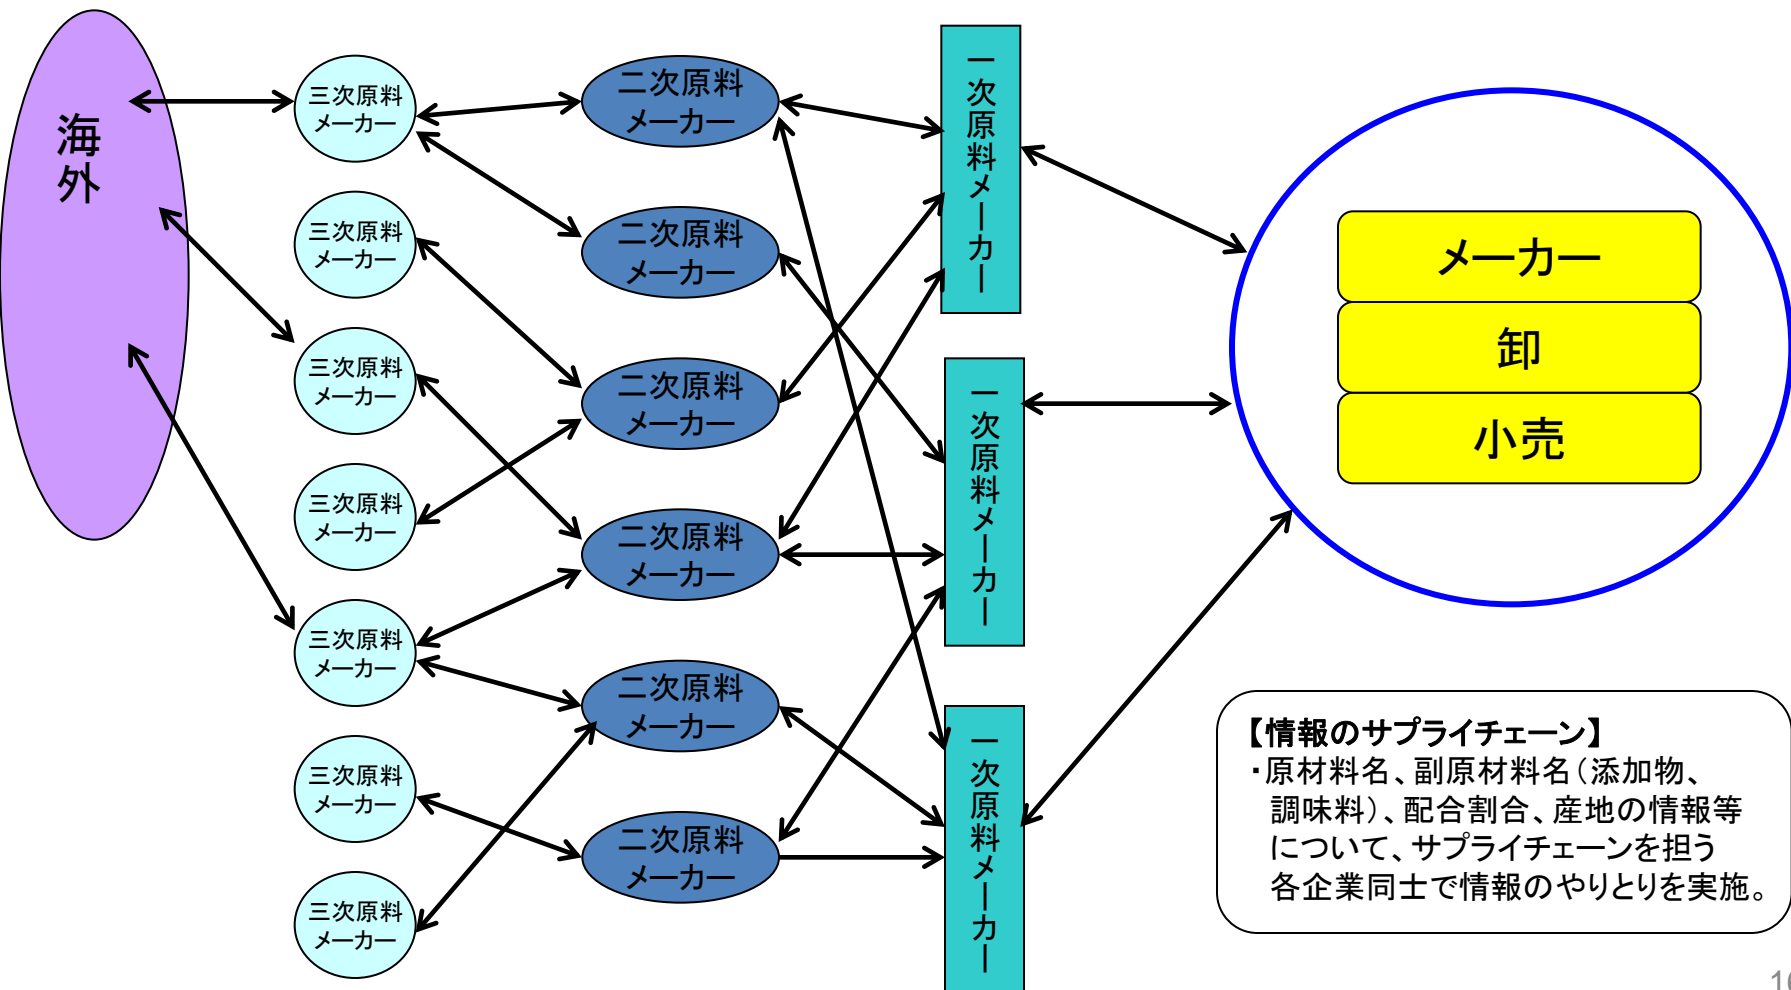 海外
三次原料
メーカー
三次原料
メーカー
三次原料
メーカー
三次原料
メーカー
三次原料
メーカー
三次原料
メーカー
三次原料
メーカー
二次原料
メーカー
二次原料
メーカー
二次原料
メーカー
二次原料
メーカー
二次原料
メーカー
二次原料
メーカー
一次原料メーカー
一次原料メーカー
一次原料メーカー
メーカー
卸
小売
【情報のサプライチェーン】
・原材料名、副原材料名(添加物、
調味料)、配合割合、産地の情報等
について、サプライチェーンを担う
各企業同士で情報のやりとりを実施。